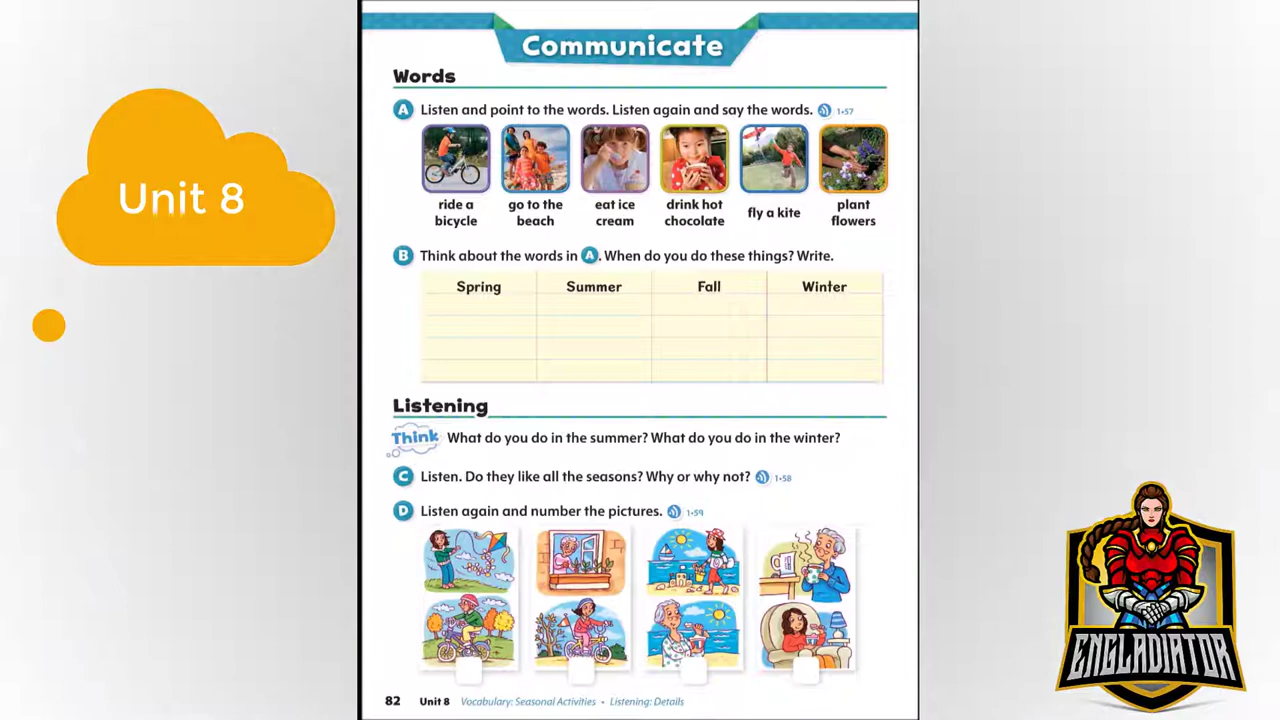 Communicate
Unit 8
Words
A Listen and point to the words. Listen again and say the words. 1•57
ride a bicycle
go to the beach
eat ice cream
drink hot chocolate
fly a kite
plant flowers
B Think about the words in A. When do you do these things? Write.
Spring Summer Fall Winter
Listening
Think What do you do in the summer? What do you do in the winter?
C Listen. Do they like all the seasons? Why or why not? 1•58
D Listen again and number the pictures. 1•59
82 Unit 8 Vocabulary: Seasonal Activities • Listening: Details
ENGLADIATOR